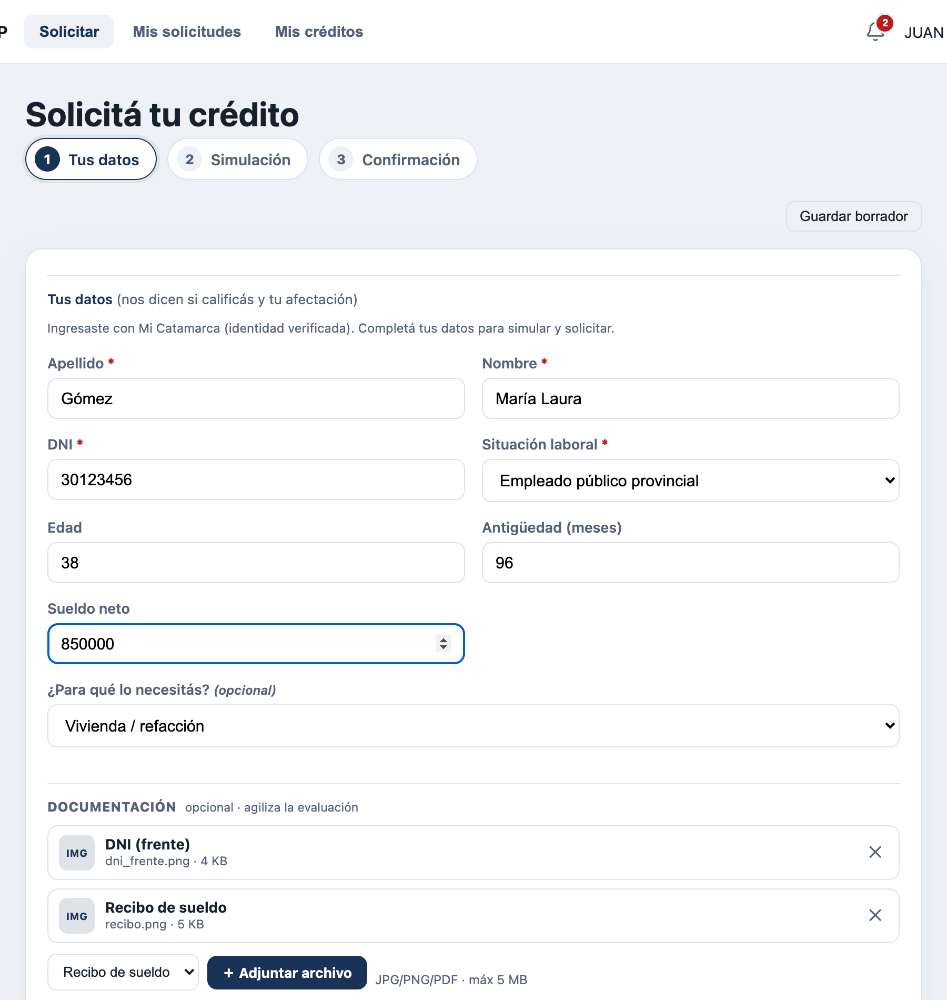 P Solicitar Mis solicitudes Mis créditos 2 JUAN
Solicitá tu crédito
1 Tus datos 2 Simulación 3 Confirmación
Guardar borrador
Tus datos (nos dicen si calificás y tu afectación)
Ingresaste con Mi Catamarca (identidad verificada). Completá tus datos para simular y solicitar.
Apellido * Nombre *
Gómez María Laura
DNI * Situación laboral *
30123456 Empleado público provincial
Edad Antigüedad (meses)
38 96
Sueldo neto
850000
¿Para qué lo necesitás? (opcional)
Vivienda / refacción
DOCUMENTACIÓN opcional · agiliza la evaluación
IMG DNI (frente)
dni_frente.png · 4 KB
IMG Recibo de sueldo
recibo.png · 5 KB
Recibo de sueldo + Adjuntar archivo JPG/PNG/PDF · máx 5 MB